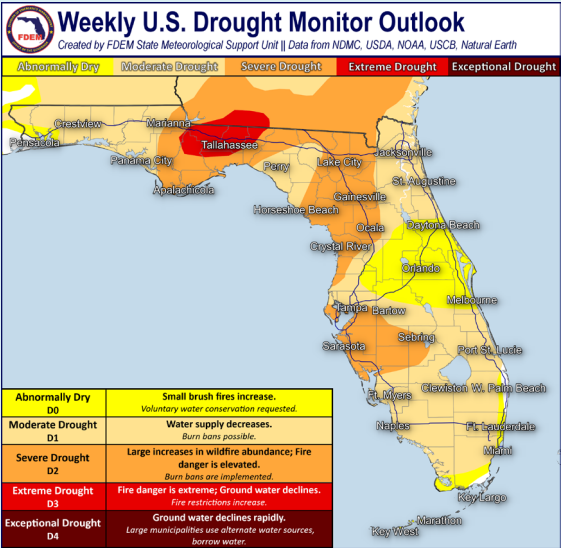 Weekly U.S. Drought Monitor Outlook
FDEM
Created by FDEM State Meteorological Support Unit || Data from NDMC, USDA, NOAA, USCB, Natural Earth
Abnormally Dry Moderate Drought Severe Drought Extreme Drought Exceptional Drought
Crestview
Marianna
Pensacola
Tallahassee
Jacksonville
Panama City
Perry
Lake City
Apalachicola
St. Augustine
Gainesville
Horseshoe Beach
Ocala
Daytona Beach
Crystal River
Orlando
Melbourne
Tampa
Bartow
Sarasota
Sebring
Port St. Lucie
Ft. Myers
Clewiston
W. Palm Beach
Naples
Ft. Lauderdale
Miami
Key Largo
Marathon
Key West
Abnormally Dry
D0
Small brush fires increase.
Voluntary water conservation requested.
Moderate Drought
D1
Water supply decreases.
Burn bans possible.
Severe Drought
D2
Large increases in wildfire abundance; Fire
danger is elevated.
Burn bans are implemented.
Extreme Drought
D3
Fire danger is extreme; Ground water declines.
Fire restrictions increase.
Exceptional Drought
D4
Ground water declines rapidly.
Large municipalities use alternate water sources,
borrow water.